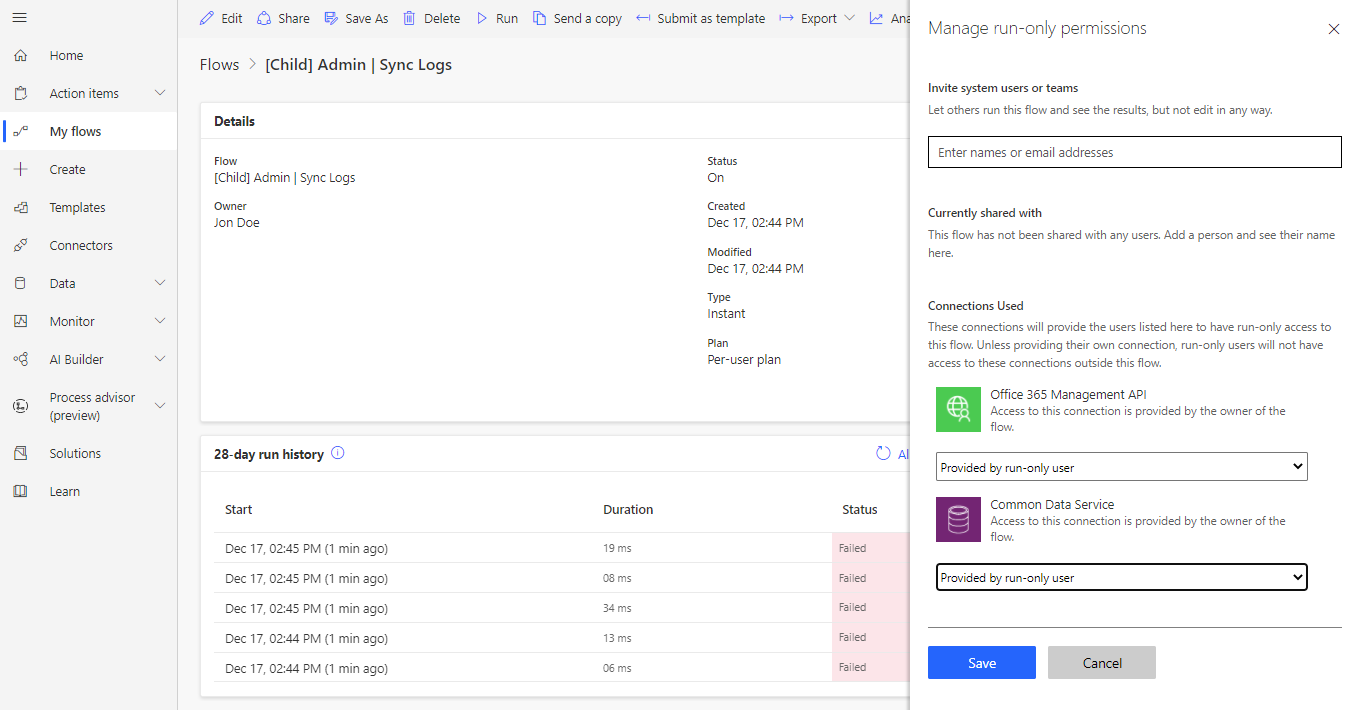 Edit
Share
Save As
Delete
Run
Send a copy
Submit as template
Export
Ana
Home
Action items
My flows
Create
Templates
Connectors
Data
Monitor
AI Builder
Process advisor
(preview)
Solutions
Learn
Flows > [Child] Admin | Sync Logs
Details
Flow
[Child] Admin | Sync Logs
Owner
Jon Doe
Status
On
Created
Dec 17, 02:44 PM
Modified
Dec 17, 02:44 PM
Type
Instant
Plan
Per-user plan
28-day run history
Al
Start Duration Status
Dec 17, 02:45 PM (1 min ago) 19 ms Failed
Dec 17, 02:45 PM (1 min ago) 08 ms Failed
Dec 17, 02:45 PM (1 min ago) 34 ms Failed
Dec 17, 02:44 PM (1 min ago) 13 ms Failed
Dec 17, 02:44 PM (1 min ago) 06 ms Failed
Manage run-only permissions
Invite system users or teams
Let others run this flow and see the results, but not edit in any way.
Enter names or email addresses
Currently shared with
This flow has not been shared with any users. Add a person and see their name
here.
Connections Used
These connections will provide the users listed here to have run-only access to
this flow. Unless providing their own connection, run-only users will not have
access to these connections outside this flow.
Office 365 Management API
Access to this connection is provided by the owner of the
flow.
Provided by run-only user
Common Data Service
Access to this connection is provided by the owner of the
flow.
Provided by run-only user
Save
Cancel